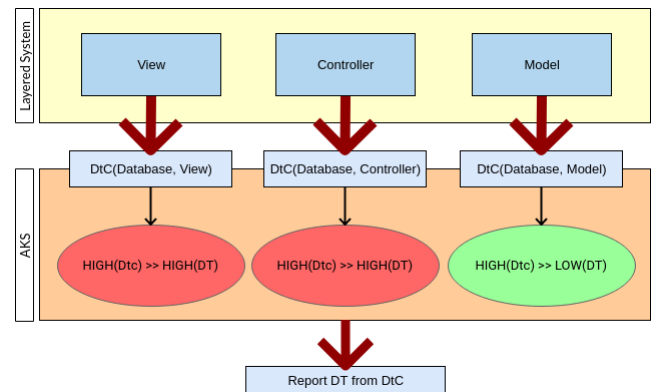 Layered System
View
Controller
Model
DtC(Database, View)
DtC(Database, Controller)
DtC(Database, Model)
AKS
HIGH(Dtc) >> HIGH(DT)
HIGH(Dtc) >> HIGH(DT)
HIGH(Dtc) >> LOW(DT)
Report DT from DtC